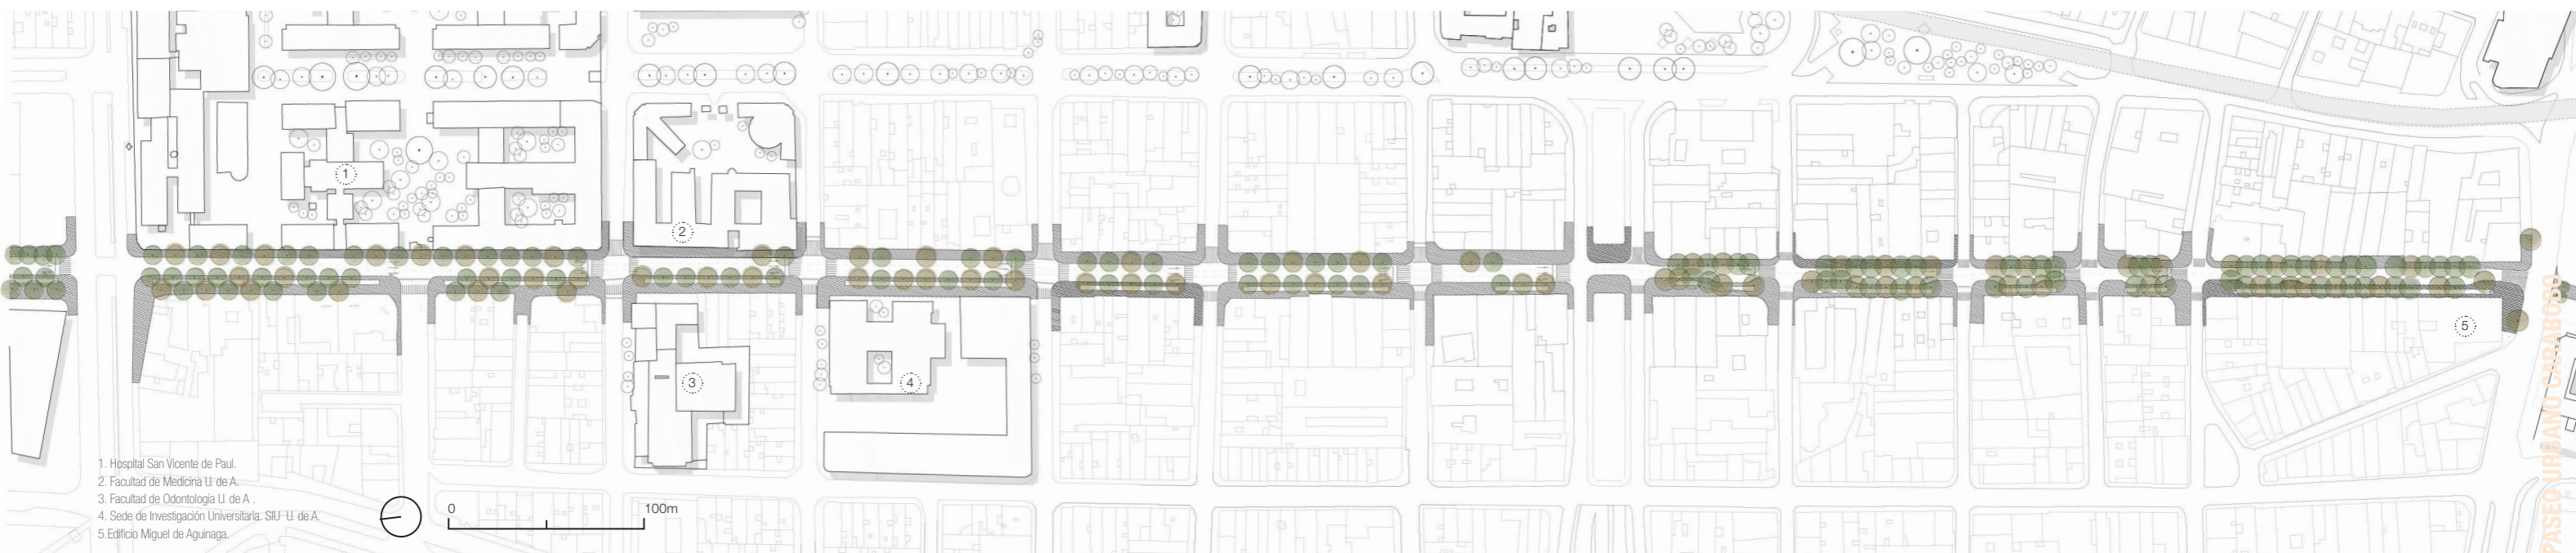 1
2
3
4
5
1. Hospital San Vicente de Paul.
2. Facultad de Medicina U. de A.
3. Facultad de Odontología U. de A .
4. Sede de Investigación Universitaria. SIU U. de A.
5.Edificio Miguel de Aguinaga.
0 100m
PASEO URBANO CARABOBO